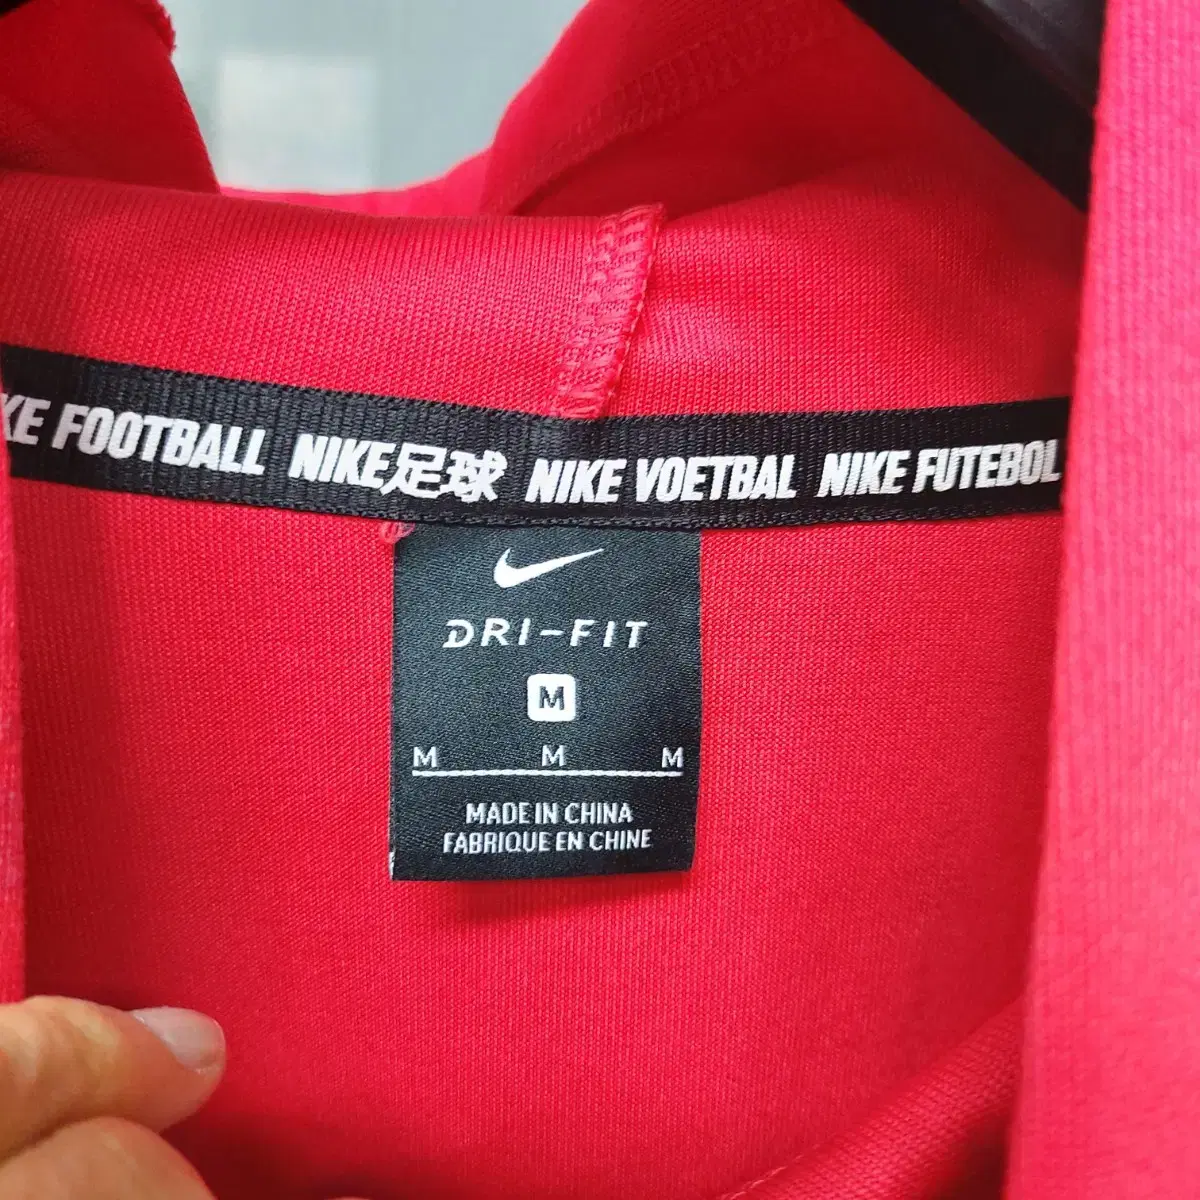 KE FOOTBALL NIKE足球 NIKE VOETBAL NIKE FUTEBOL
DRI-FIT
M
M M M
MADE IN CHINA
FABRIQUE EN CHINE